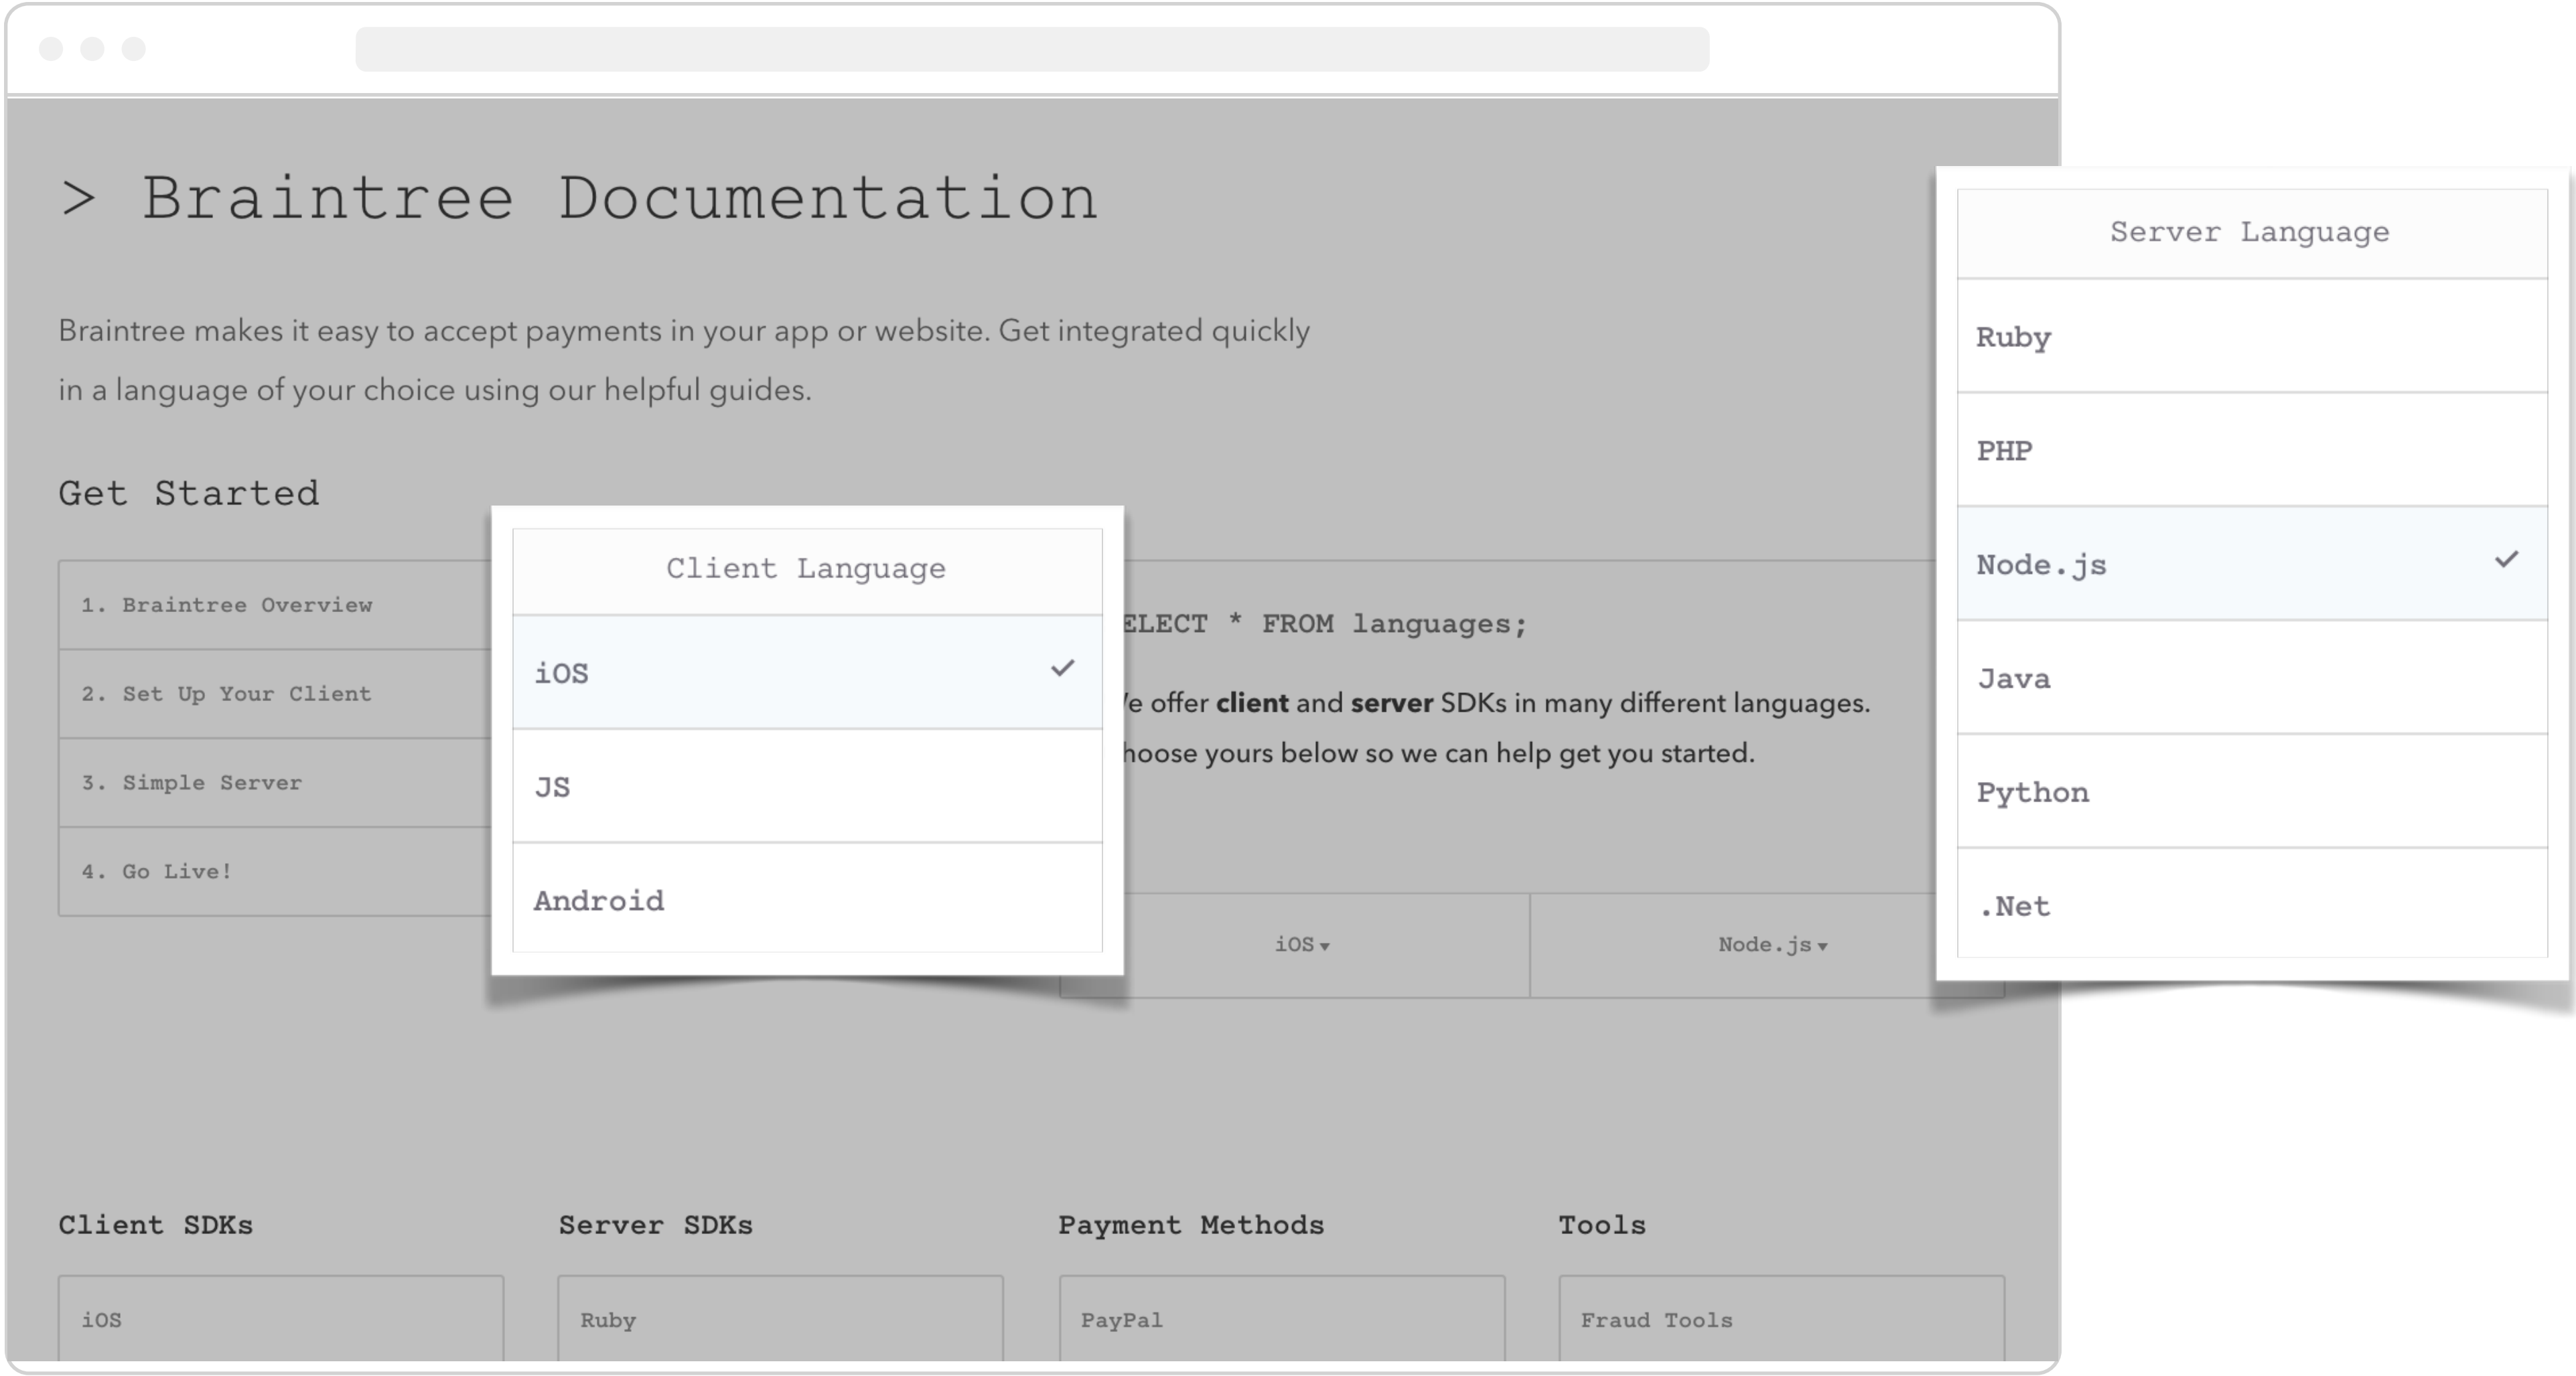 > Braintree Documentation
Braintree makes it easy to accept payments in your app or website. Get integrated quickly
in a language of your choice using our helpful guides.
Get Started
1. Braintree Overview
2. Set Up Your Client
3. Simple Server
4. Go Live!
Client Language
iOS
JS
Android
ELECT * FROM languages;
e offer client and server SDKs in many different languages.
hoose yours below so we can help get you started.
iOS
Node.js
Server Language
Ruby
PHP
Node.js
Java
Python
.Net
Client SDKs
iOS
Server SDKs
Ruby
Payment Methods
PayPal
Tools
Fraud Tools